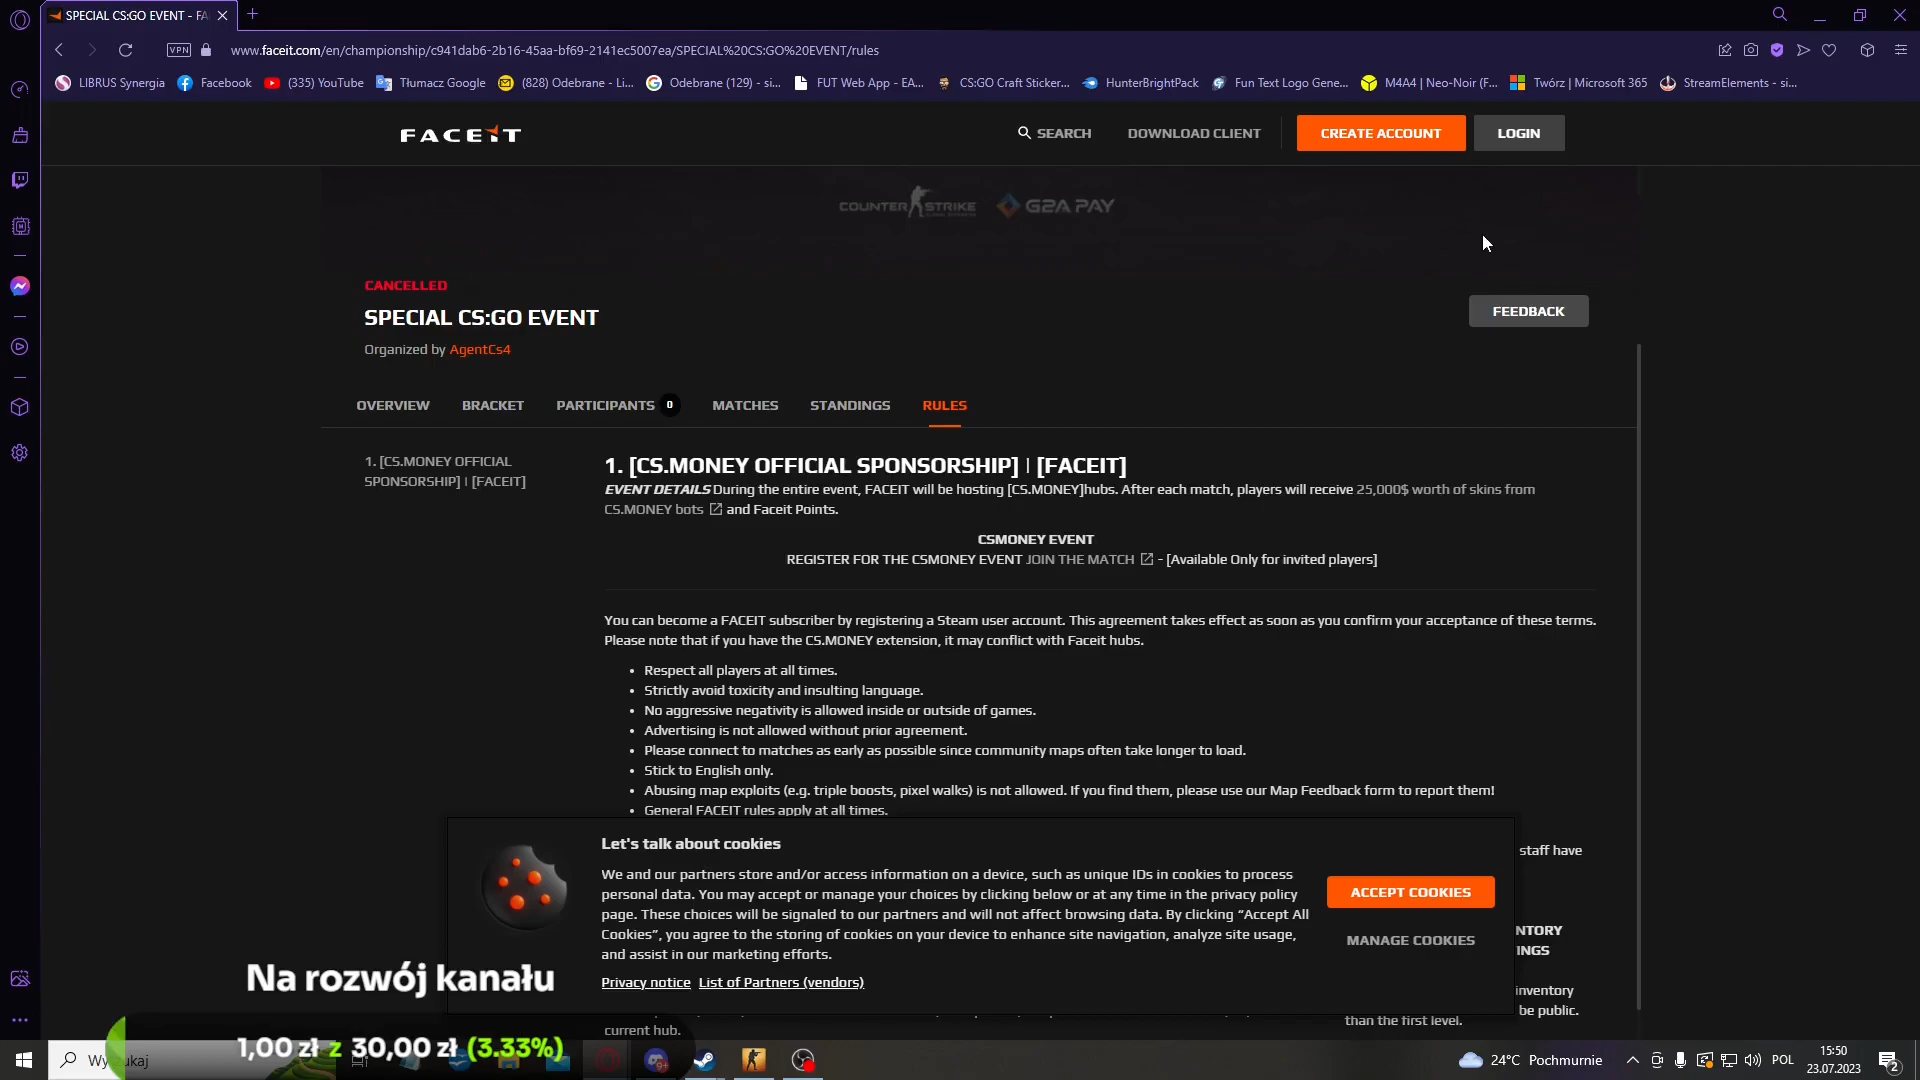 SPECIAL CS:GO EVENT - FA
www.faceit.com/en/championship/c941dab6-2b16-45aa-bf69-2141ec5007ea/SPECIAL%20CS:GO%20EVENT/rules
VPN
LIBRUS Synergia
Facebook
(335) YouTube
Tłumacz Google
(828) Odebrane - Li...
Odebrane (129) - si...
FUT Web App - EA...
CS:GO Craft Sticker...
HunterBrightPack
Fun Text Logo Gene...
M4A4 | Neo-Noir (F...
Twórz | Microsoft 365
StreamElements - si...
FACEIT
SEARCH
DOWNLOAD CLIENT
CREATE ACCOUNT
LOGIN
COUNTER STRIKE
G2A PAY
CANCELLED
SPECIAL CS:GO EVENT
Organized by AgentCs4
FEEDBACK
OVERVIEW
BRACKET
PARTICIPANTS 0
MATCHES
STANDINGS
RULES
1. [CS.MONEY OFFICIAL
SPONSORSHIP] | [FACEIT]
1. [CS.MONEY OFFICIAL SPONSORSHIP] | [FACEIT]
EVENT DETAILS During the entire event, FACEIT will be hosting [CS.MONEY]hubs. After each match, players will receive 25,000$ worth of skins from
CS.MONEY bots and Faceit Points.
CSMONEY EVENT
REGISTER FOR THE CSMONEY EVENT JOIN THE MATCH - [Available Only for invited players]
You can become a FACEIT subscriber by registering a Steam user account. This agreement takes effect as soon as you confirm your acceptance of these terms.
Please note that if you have the CS.MONEY extension, it may conflict with Faceit hubs.
• Respect all players at all times.
• Strictly avoid toxicity and insulting language.
• No aggressive negativity is allowed inside or outside of games.
• Advertising is not allowed without prior agreement.
• Please connect to matches as early as possible since community maps often take longer to load.
• Stick to English only.
• Abusing map exploits (e.g. triple boosts, pixel walks) is not allowed. If you find them, please use our Map Feedback form to report them!
• General FACEIT rules apply at all times.
staff have
NTORY
NGS
inventory
be public.
than the first level.
current hub.
Let's talk about cookies
We and our partners store and/or access information on a device, such as unique IDs in cookies to process
personal data. You may accept or manage your choices by clicking below or at any time in the privacy policy
page. These choices will be signaled to our partners and will not affect browsing data. By clicking “Accept All
Cookies”, you agree to the storing of cookies on your device to enhance site navigation, analyze site usage,
and assist in our marketing efforts.
Privacy notice List of Partners (vendors)
ACCEPT COOKIES
MANAGE COOKIES
Na rozwój kanału
1,00 zł z 30,00 zł (3.33%)
24°C Pochmurnie
POL
15:50
23.07.2023
2